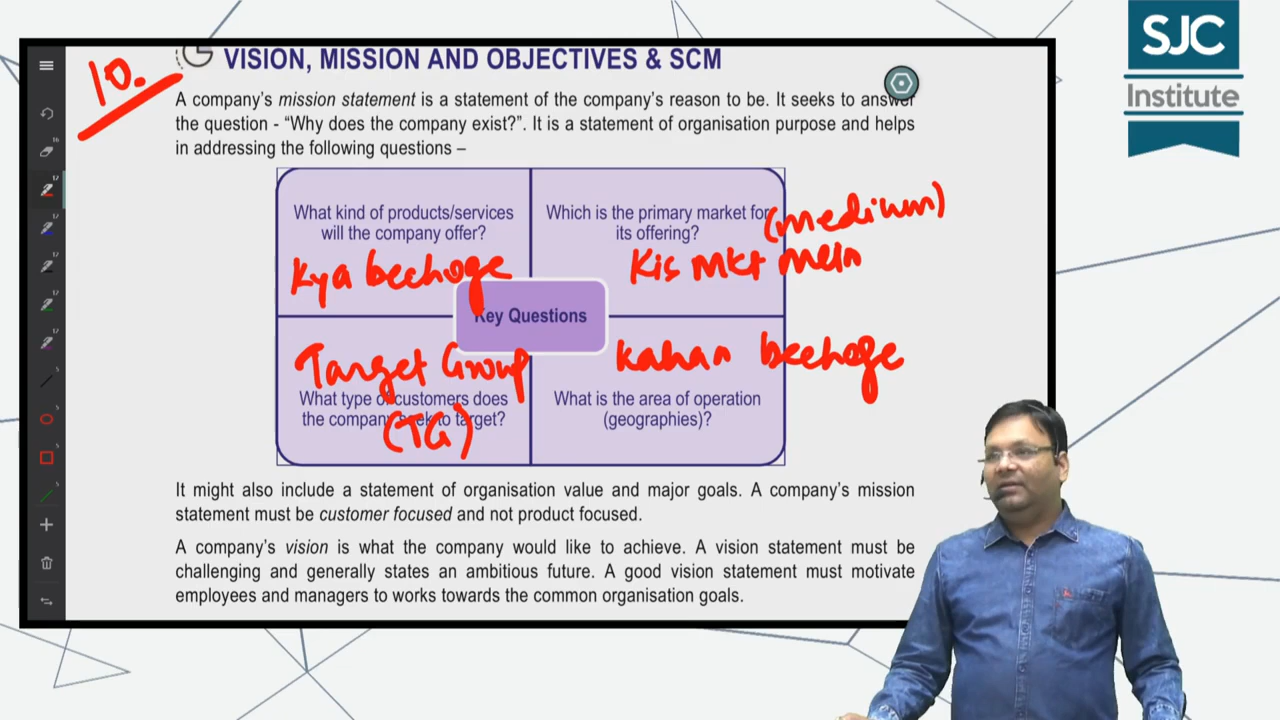 SJC
Institute
10.
VISION, MISSION AND OBJECTIVES & SCM
A company's mission statement is a statement of the company's reason to be. It seeks to answer
the question - “Why does the company exist?”. It is a statement of organisation purpose and helps
in addressing the following questions –
What kind of products/services
will the company offer?
Kya bechoge
Which is the primary market for
its offering?
(medium)
Kis Mkt Mein
Key Questions
Target Group
What type of customers does
the company seek to target?
(TG)
Kahan bechoge
What is the area of operation
(geographies)?
It might also include a statement of organisation value and major goals. A company's mission
statement must be customer focused and not product focused.
A company's vision is what the company would like to achieve. A vision statement must be
challenging and generally states an ambitious future. A good vision statement must motivate
employees and managers to works towards the common organisation goals.